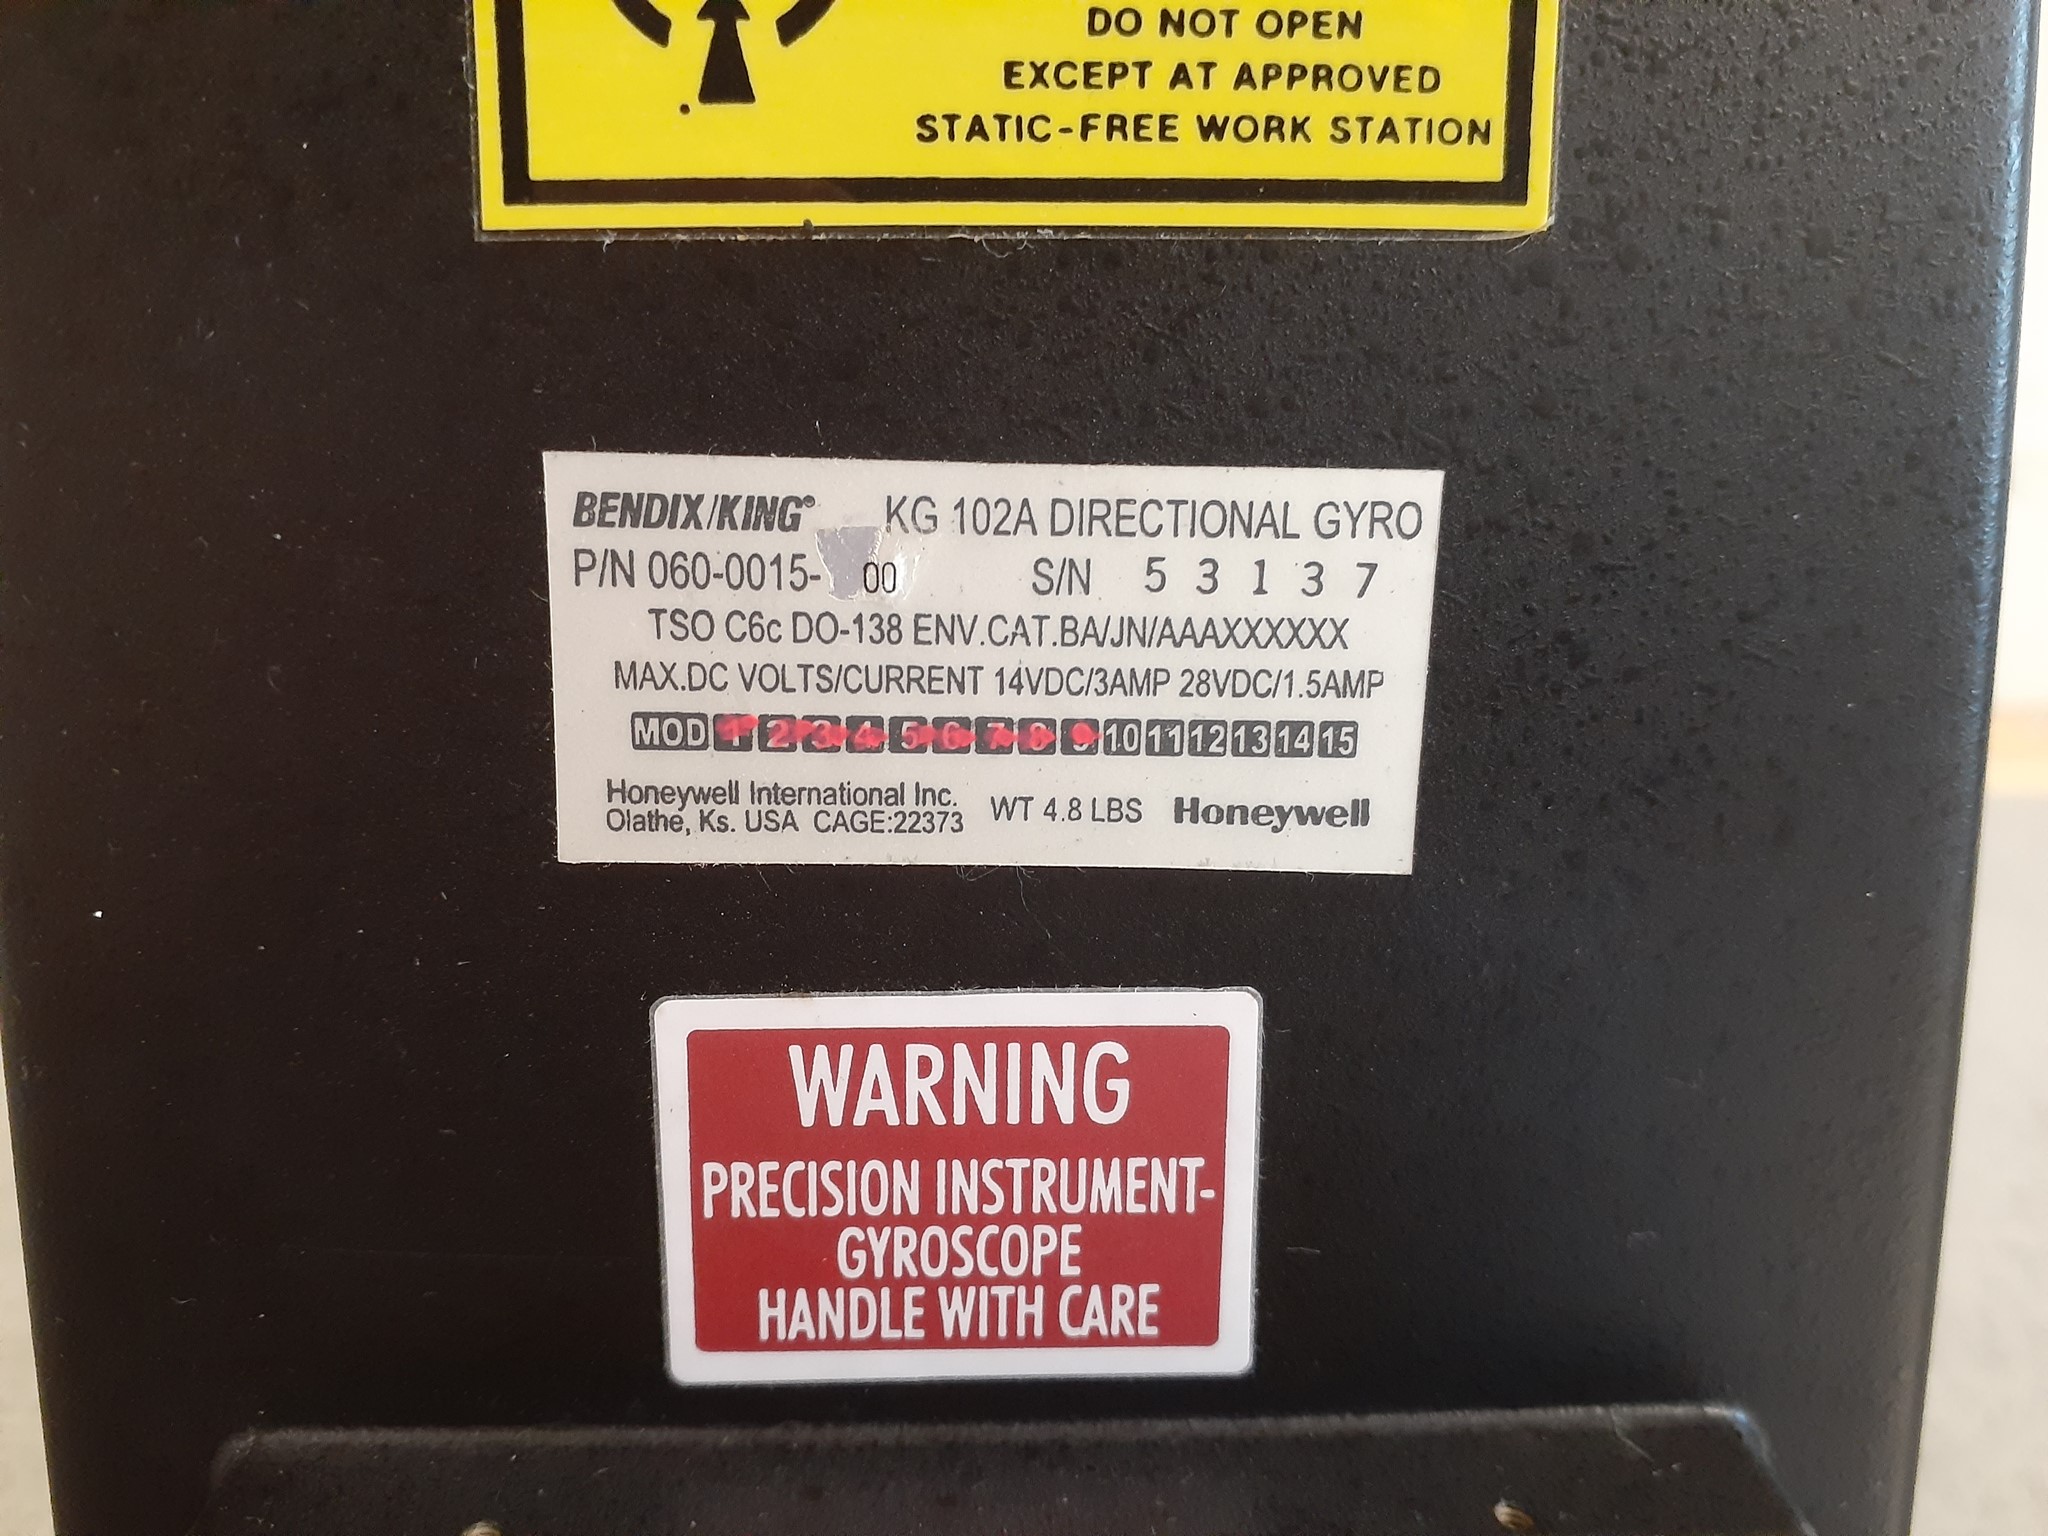 DO NOT OPEN
EXCEPT AT APPROVED
STATIC-FREE WORK STATION
BENDIX/KING® KG 102A DIRECTIONAL GYRO
P/N 060-0015- 00 S/N 5 3 1 3 7
TSO C6c DO-138 ENV.CAT.BA/JN/AAAXXXXXX
MAX.DC VOLTS/CURRENT 14VDC/3AMP 28VDC/1.5AMP
MOD 1 2 3 4 5 6 7 8 9 10 11 12 13 14 15
Honeywell International Inc.
Olathe, Ks. USA CAGE:22373 WT 4.8 LBS Honeywell
WARNING
PRECISION INSTRUMENT-
GYROSCOPE
HANDLE WITH CARE